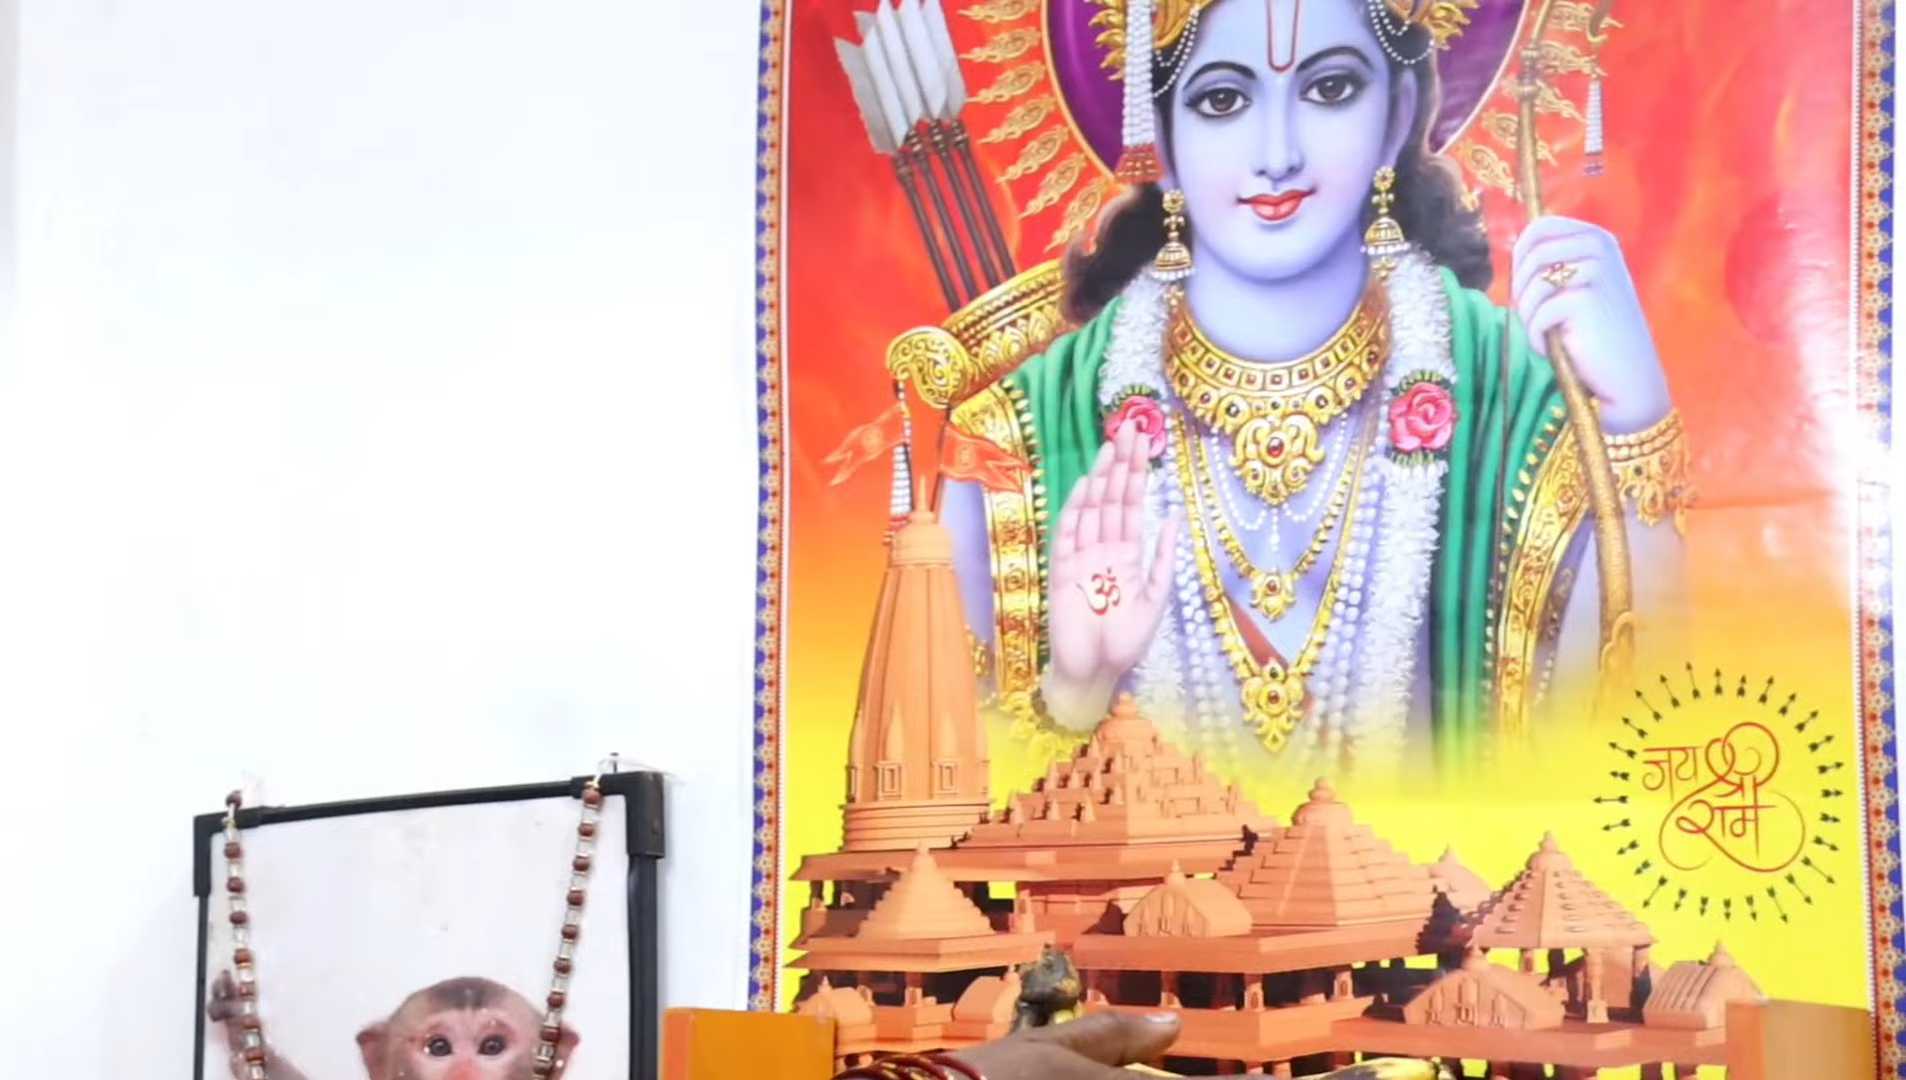 ॐ
जय श्री
राम